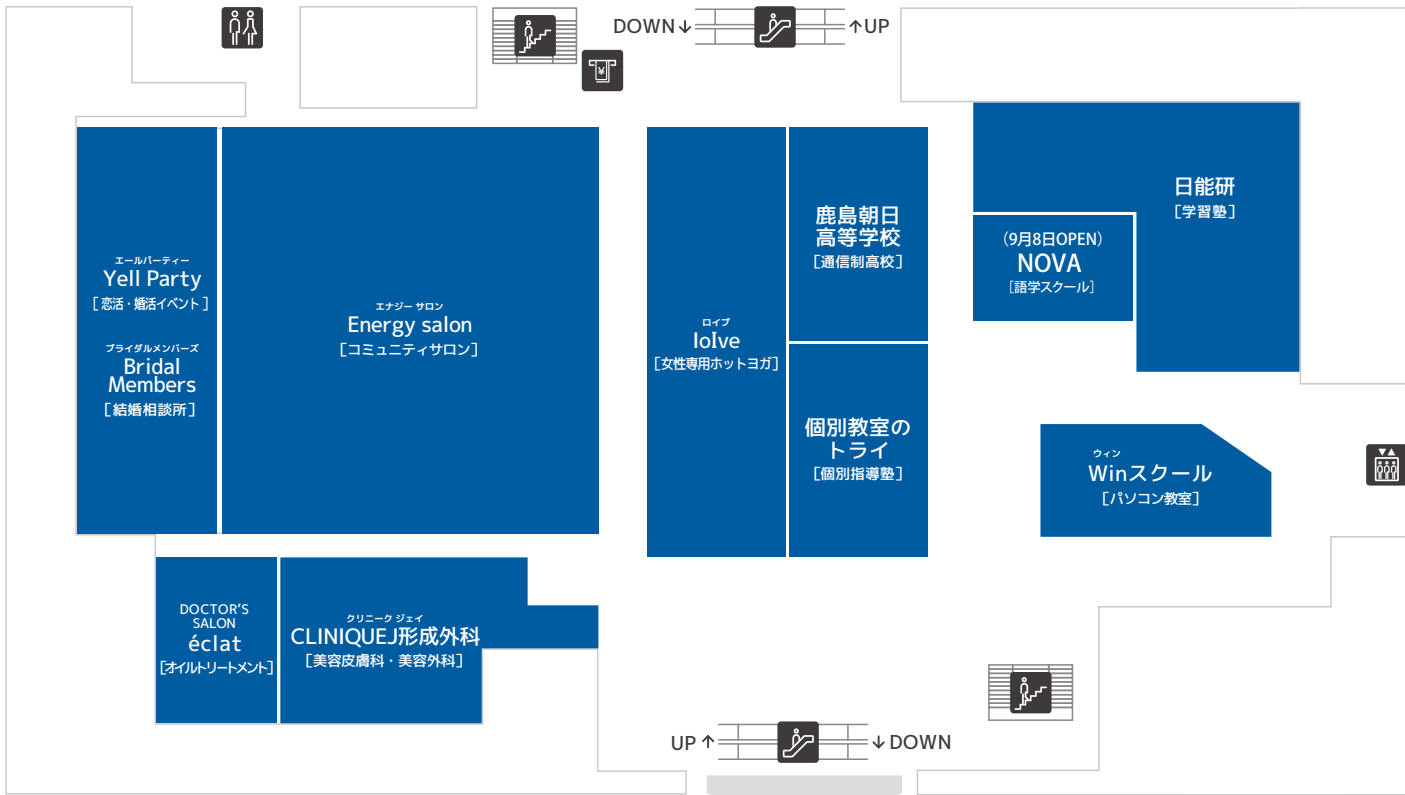 DOWN↓
↑UP
エールパーティー
Yell Party
[恋活・婚活イベント]
ブライダルメンバーズ
Bridal
Members
[結婚相談所]
エナジー サロン
Energy salon
[コミュニティサロン]
ロイブ
loIve
[女性専用ホットヨガ]
鹿島朝日
高等学校
[通信制高校]
個別教室の
トライ
[個別指導塾]
日能研
[学習塾]
(9月8日OPEN)
NOVA
[語学スクール]
ウィン
Winスクール
[パソコン教室]
DOCTOR'S
SALON
éclat
[オイルトリートメント]
クリニーク ジェイ
CLINIQUEJ形成外科
[美容皮膚科・美容外科]
UP↑
↓DOWN